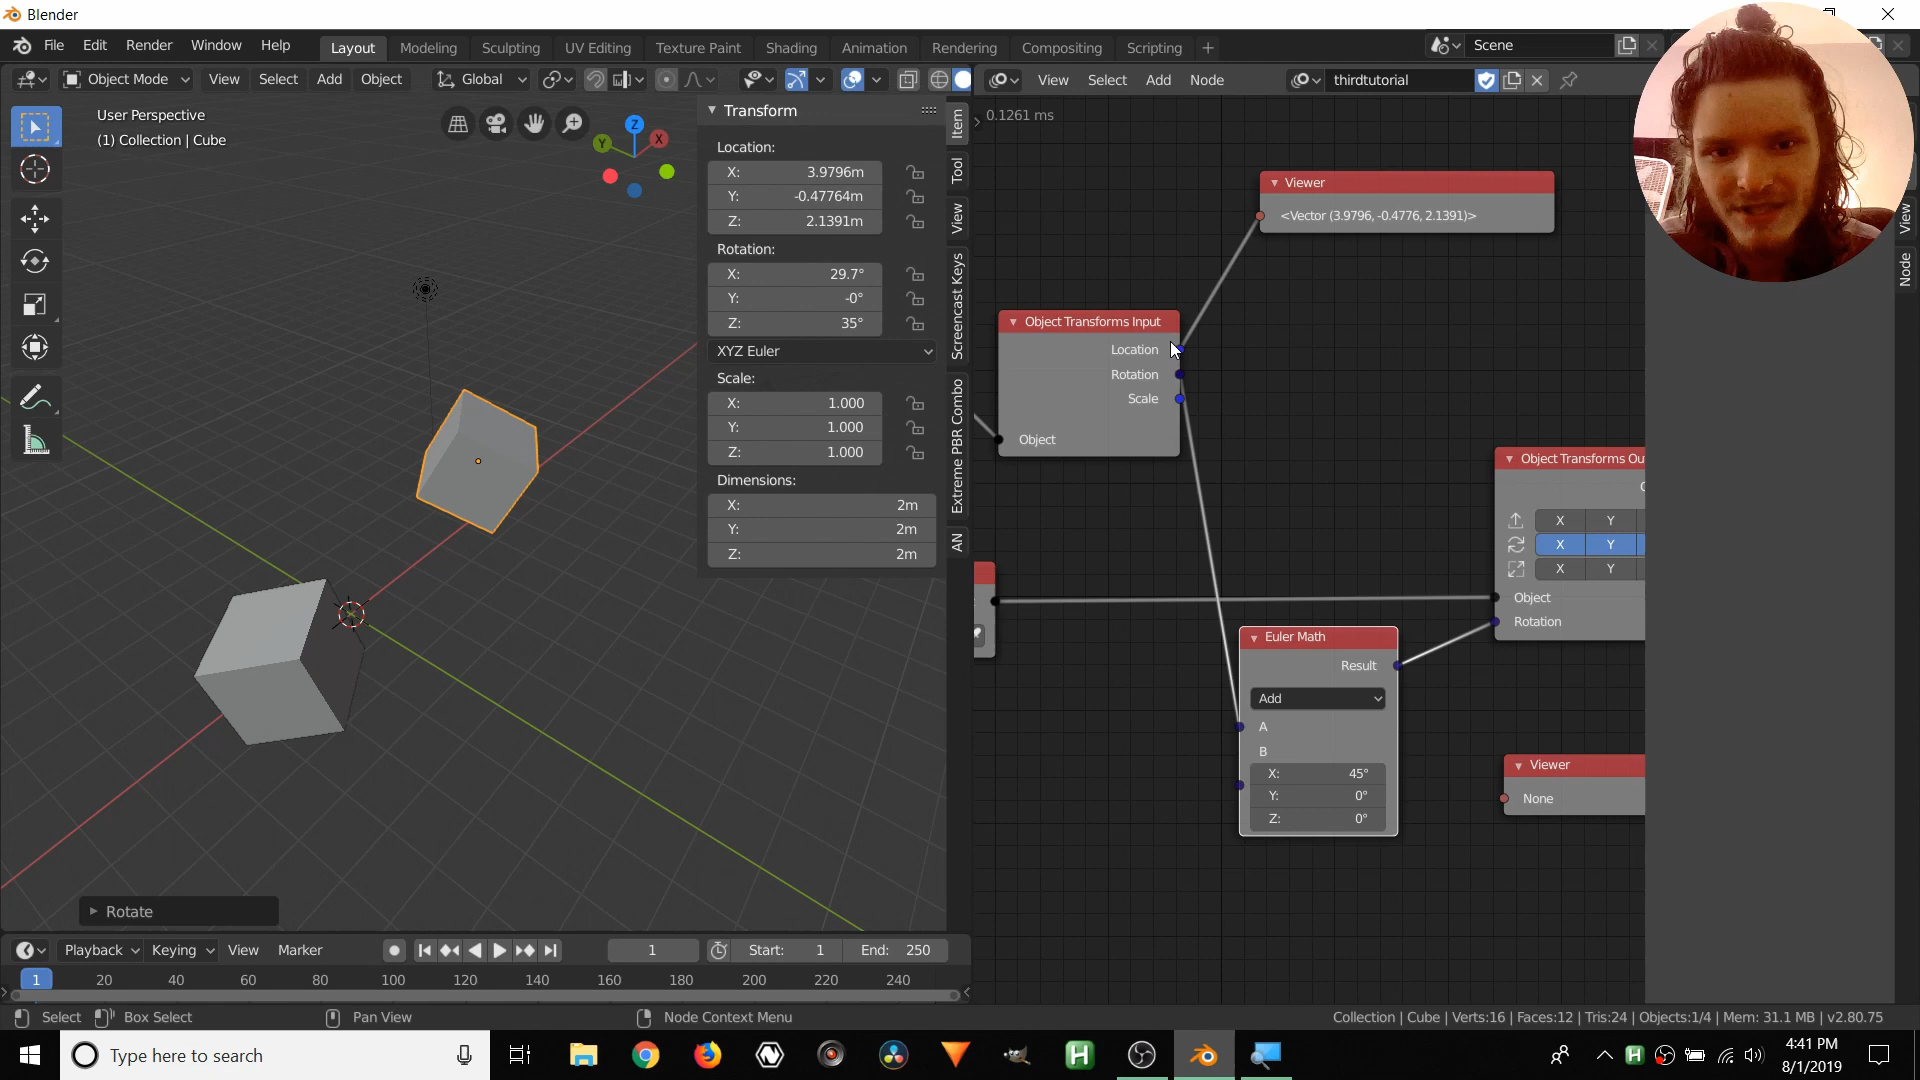 Blender
File Edit Render Window Help Layout Modeling Sculpting UV Editing Texture Paint Shading Animation Rendering Compositing Scripting + Scene
Object Mode View Select Add Object Global View Select Add Node thirdtutorial
User Perspective
(1) Collection | Cube
Z
X
Y
Transform
Location:
X: 3.9796m
Y: -0.47764m
Z: 2.1391m
Rotation:
X: 29.7°
Y: -0°
Z: 35°
XYZ Euler
Scale:
X: 1.000
Y: 1.000
Z: 1.000
Dimensions:
X: 2m
Y: 2m
Z: 2m
Item
Tool
View
Screencast Keys
Extreme PBR Combo
AN
0.1261 ms
Viewer
<Vector (3.9796, -0.4776, 2.1391)>
Object Transforms Input
Location
Rotation
Scale
Object
Object Transforms Ou
X Y
X Y
X Y
Object
Rotation
Euler Math
Result
Add
A
B
X: 45°
Y: 0°
Z: 0°
Viewer
None
View
Node
Rotate
Playback Keying View Marker 1 Start: 1 End: 250
1 20 40 60 80 100 120 140 160 180 200 220 240
Select Box Select Pan View Node Context Menu Collection | Cube | Verts:16 | Faces:12 | Tris:24 | Objects:1/4 | Mem: 31.1 MB | v2.80.75
Type here to search
4:41 PM
8/1/2019